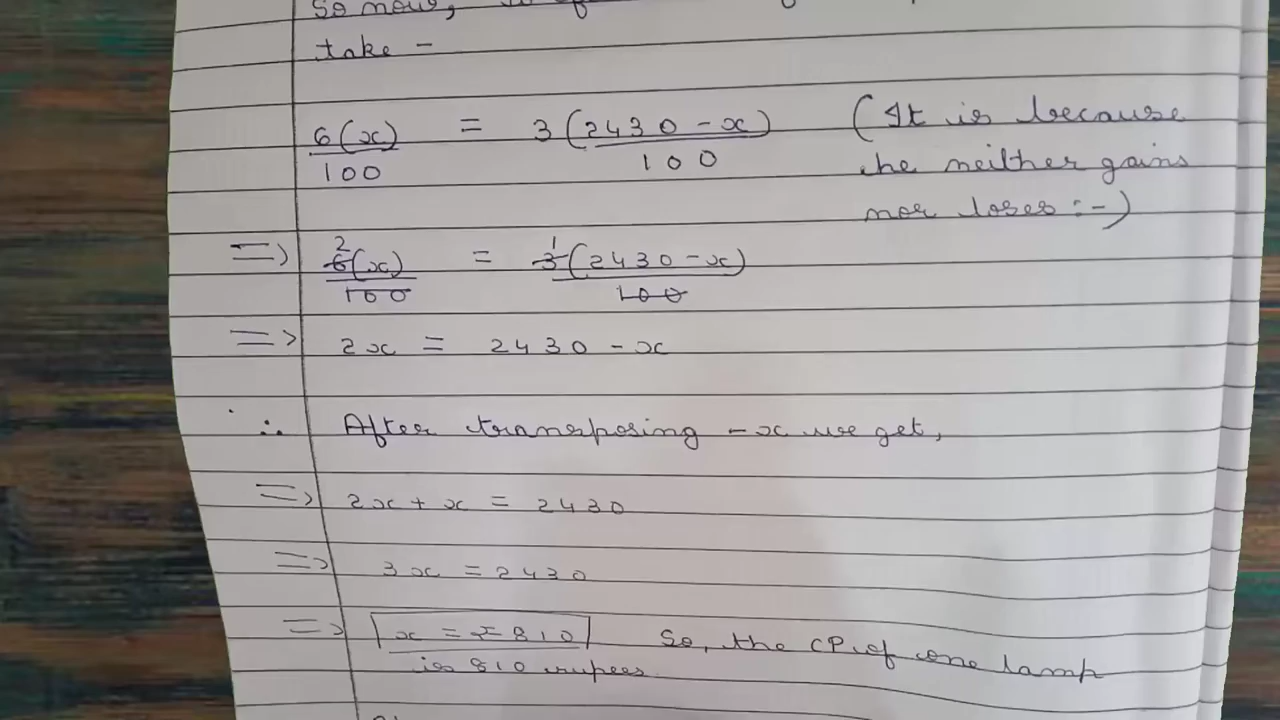 So now,
take -
6(x)/100 = 3(2430-x)/100 (It is because
he neither gains
nor loses :-)
=> 2 6(x)/100 = 1 3(2430-x)/100
=> 2x = 2430-x
∴ After transposing -x we get,
=> 2x+x = 2430
=> 3x = 2430
=> x = ₹810 So, the CP of one lamp
is 810 rupees.